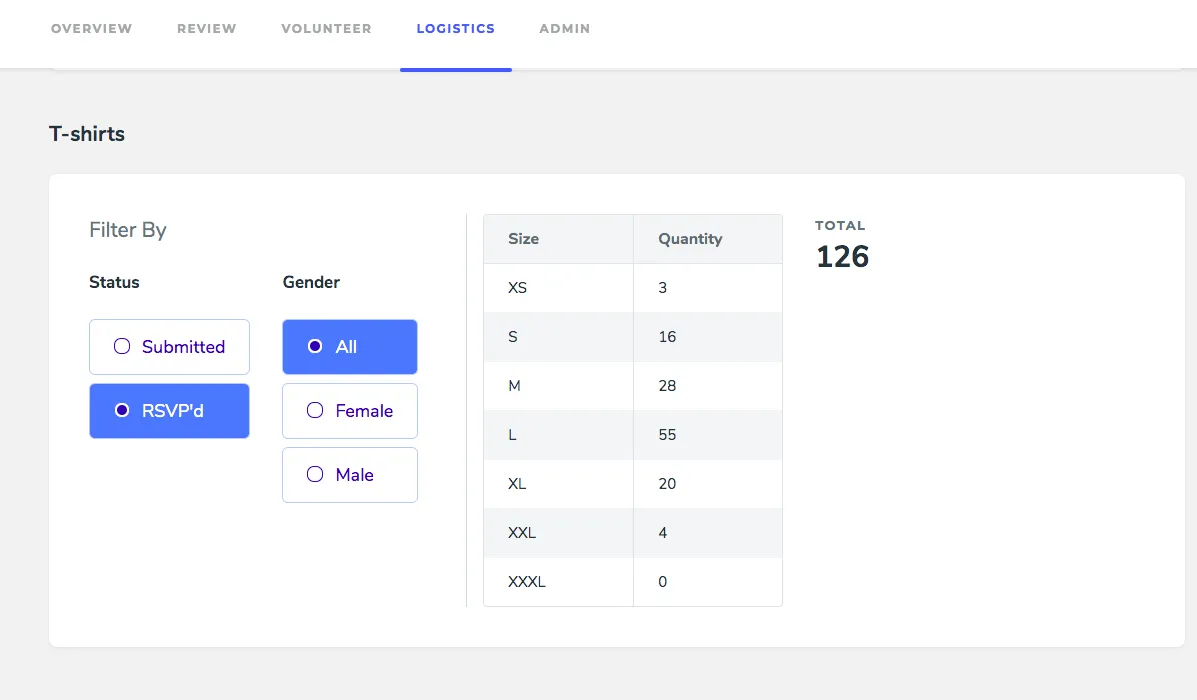 OVERVIEW REVIEW VOLUNTEER LOGISTICS ADMIN
T-shirts
Filter By
Status Gender
Submitted All
RSVP'd Female
Male
Size Quantity
XS 3
S 16
M 28
L 55
XL 20
XXL 4
XXXL 0
TOTAL
126